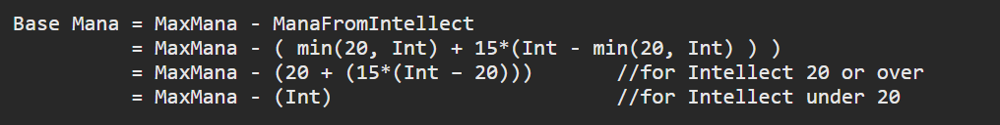 Base Mana = MaxMana - ManaFromIntellect
= MaxMana - ( min(20, Int) + 15*(Int - min(20, Int) ) )
= MaxMana - (20 + (15*(Int – 20))) //for Intellect 20 or over
= MaxMana - (Int) //for Intellect under 20